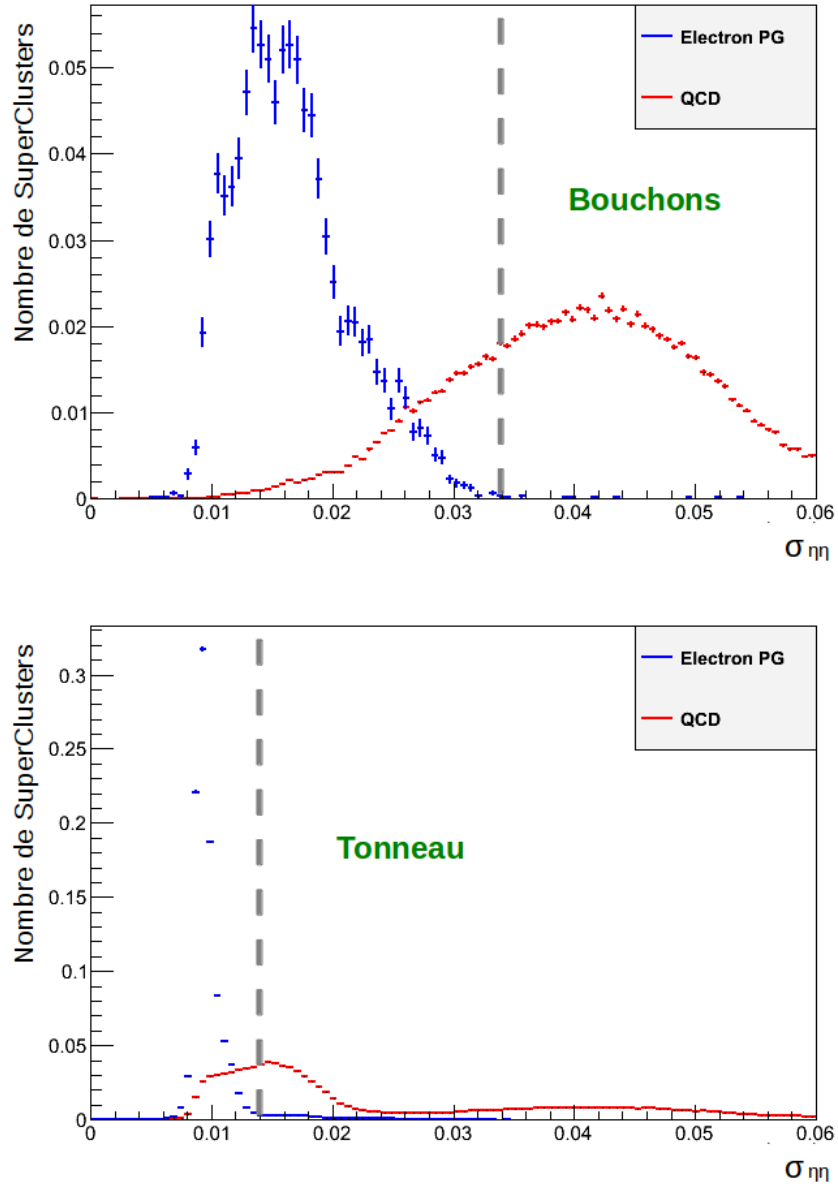 Nombre de SuperClusters
0.05
0.04
0.03
0.02
0.01
0
Electron PG
QCD
Bouchons
0 0.01 0.02 0.03 0.04 0.05 0.06
σ ηη
Nombre de SuperClusters
0.3
0.25
0.2
0.15
0.1
0.05
0
Electron PG
QCD
Tonneau
0 0.01 0.02 0.03 0.04 0.05 0.06
σ ηη